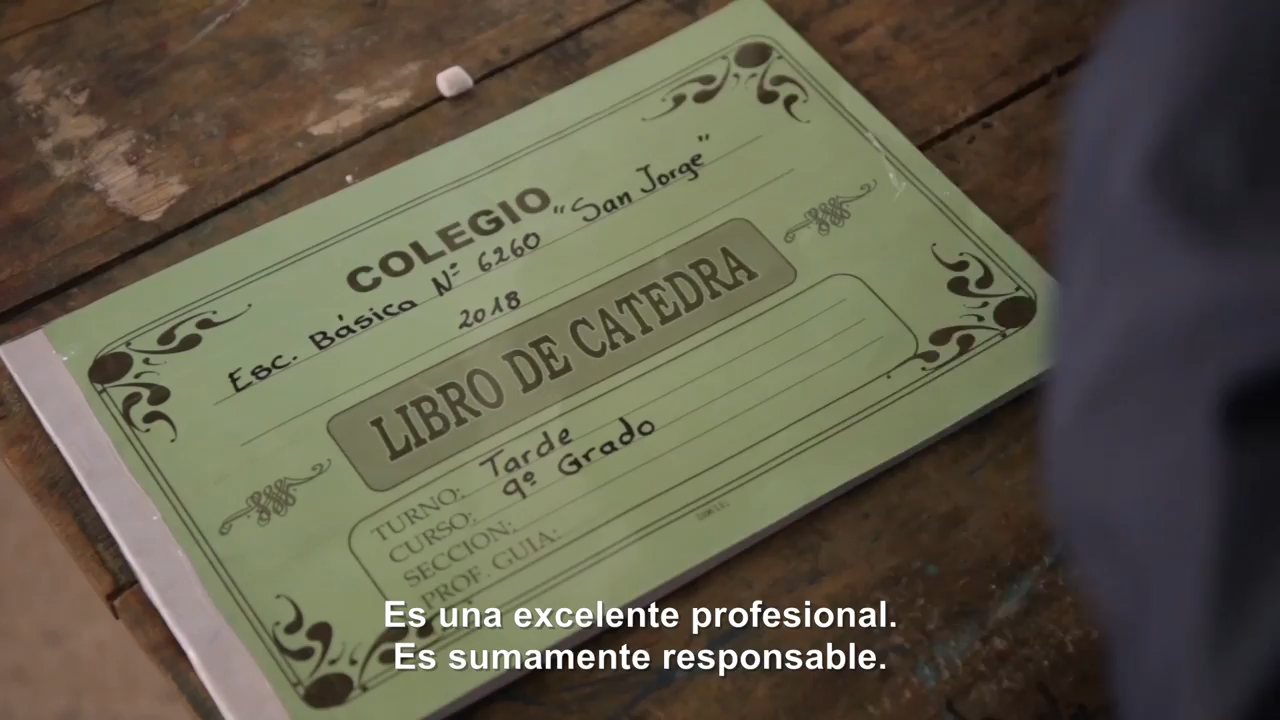 COLEGIO "San Jorge"
Esc. Básica Nº 6260
2018
LIBRO DE CATEDRA
TURNO: Tarde
CURSO: 9º Grado
SECCION:
PROF. GUIA:
Es una excelente profesional.
Es sumamente responsable.